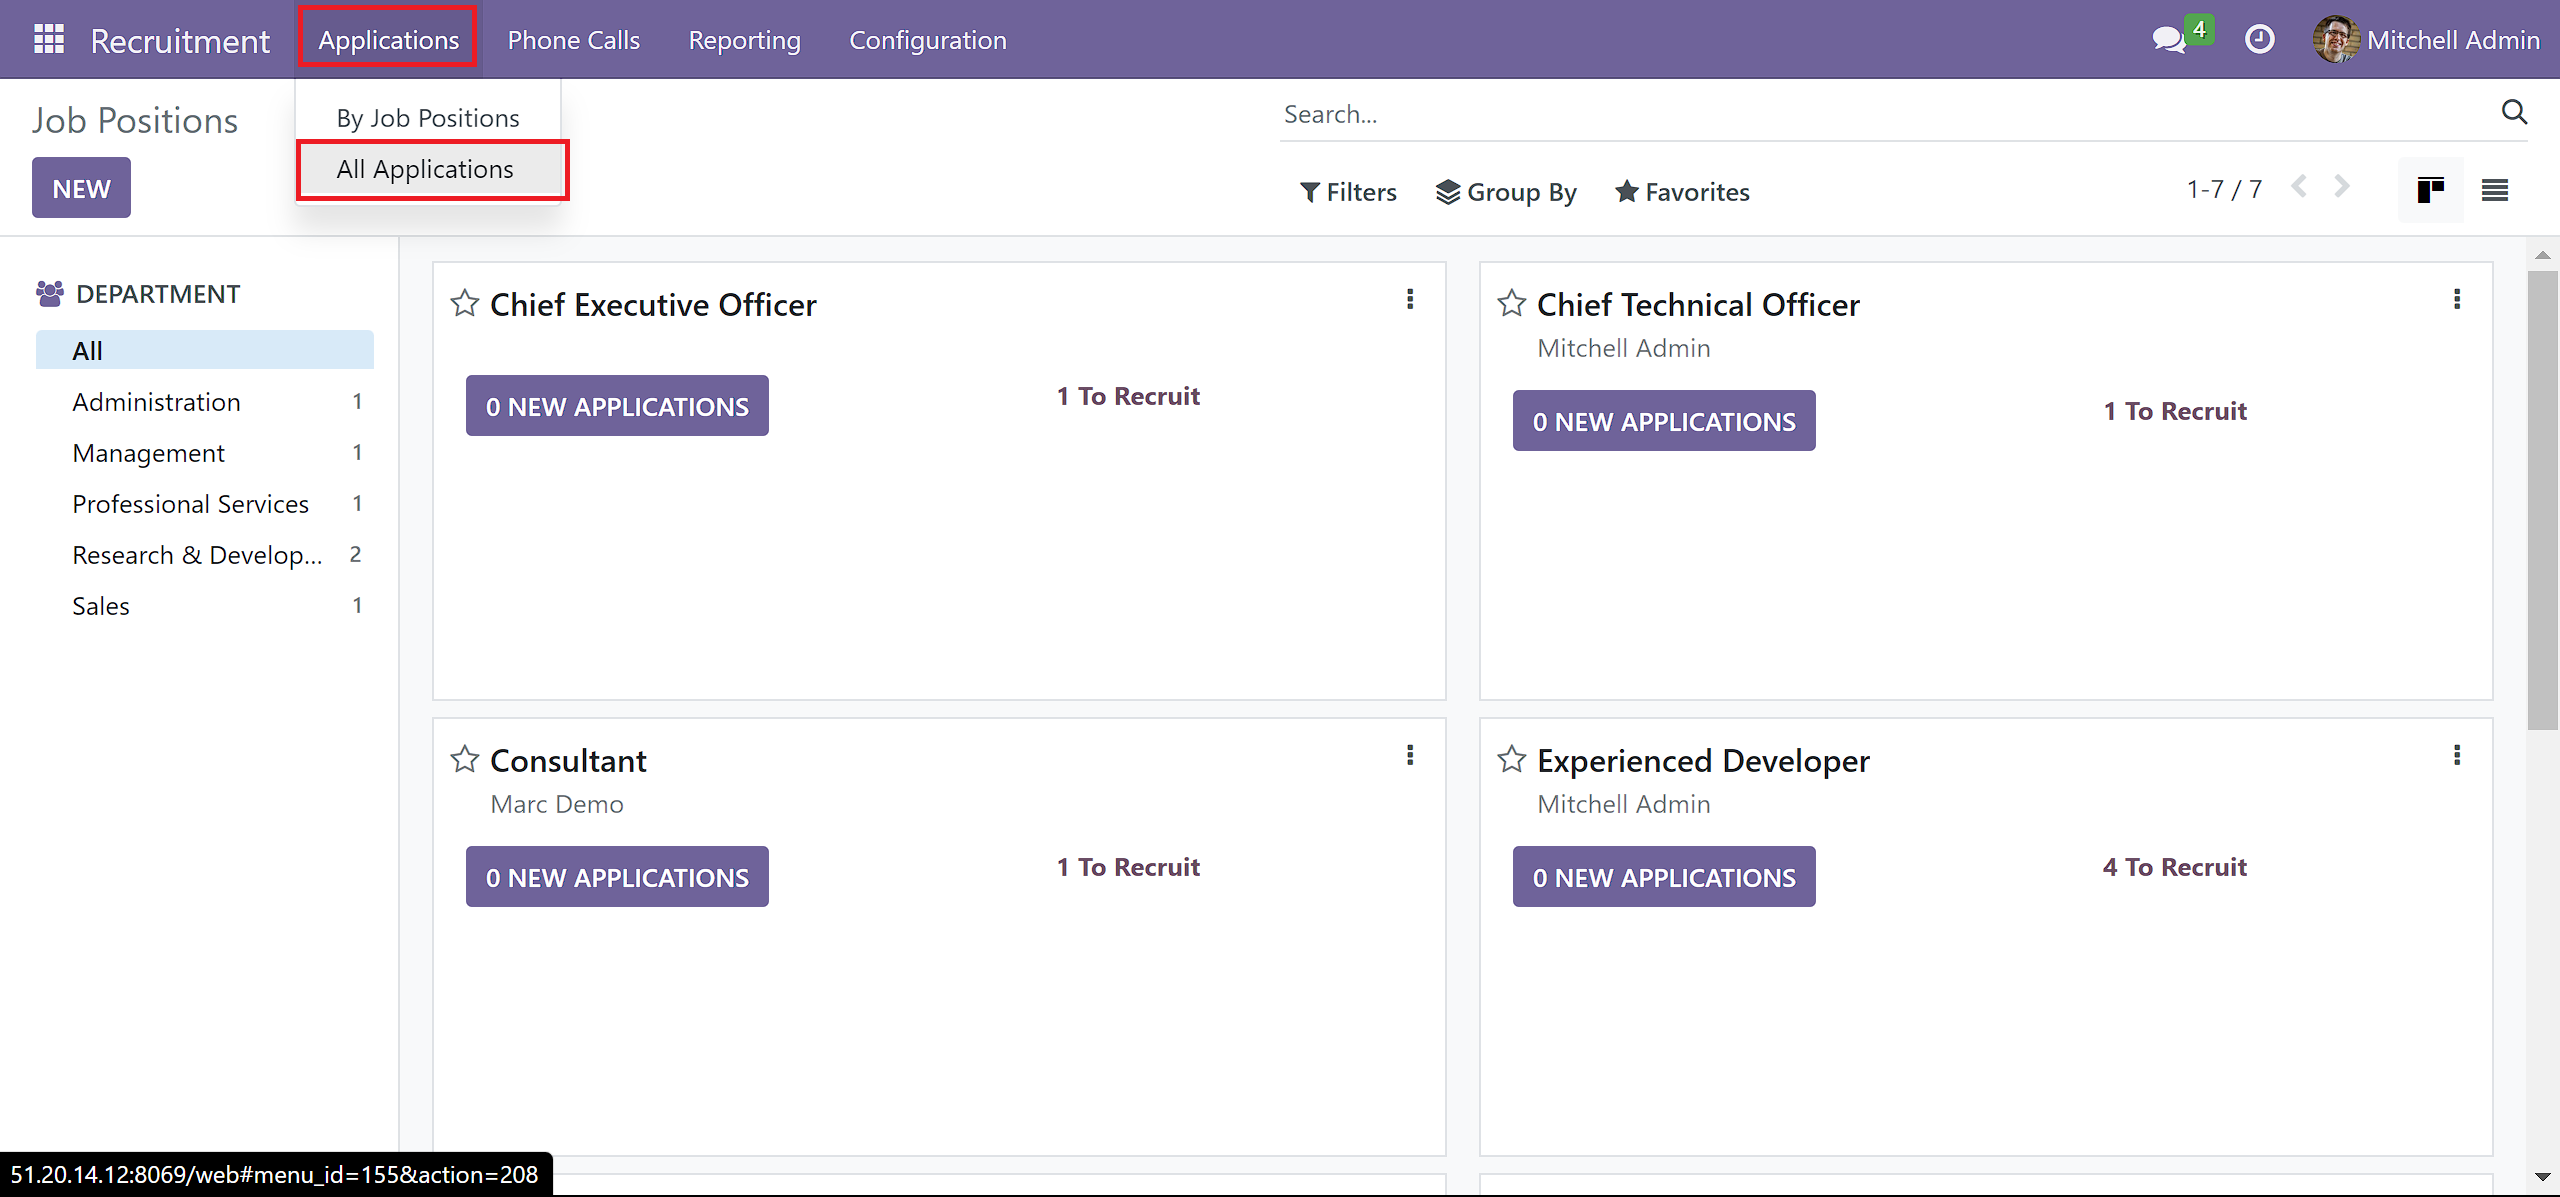 Recruitment Applications Phone Calls Reporting Configuration 4 Mitchell Admin
Job Positions
By Job Positions
All Applications
NEW
Search...
Filters Group By Favorites 1-7 / 7
DEPARTMENT
All
Administration 1
Management 1
Professional Services 1
Research & Develop... 2
Sales 1
Chief Executive Officer
0 NEW APPLICATIONS 1 To Recruit
Chief Technical Officer
Mitchell Admin
0 NEW APPLICATIONS 1 To Recruit
Consultant
Marc Demo
0 NEW APPLICATIONS 1 To Recruit
Experienced Developer
Mitchell Admin
0 NEW APPLICATIONS 4 To Recruit
51.20.14.12:8069/web#menu_id=155&action=208